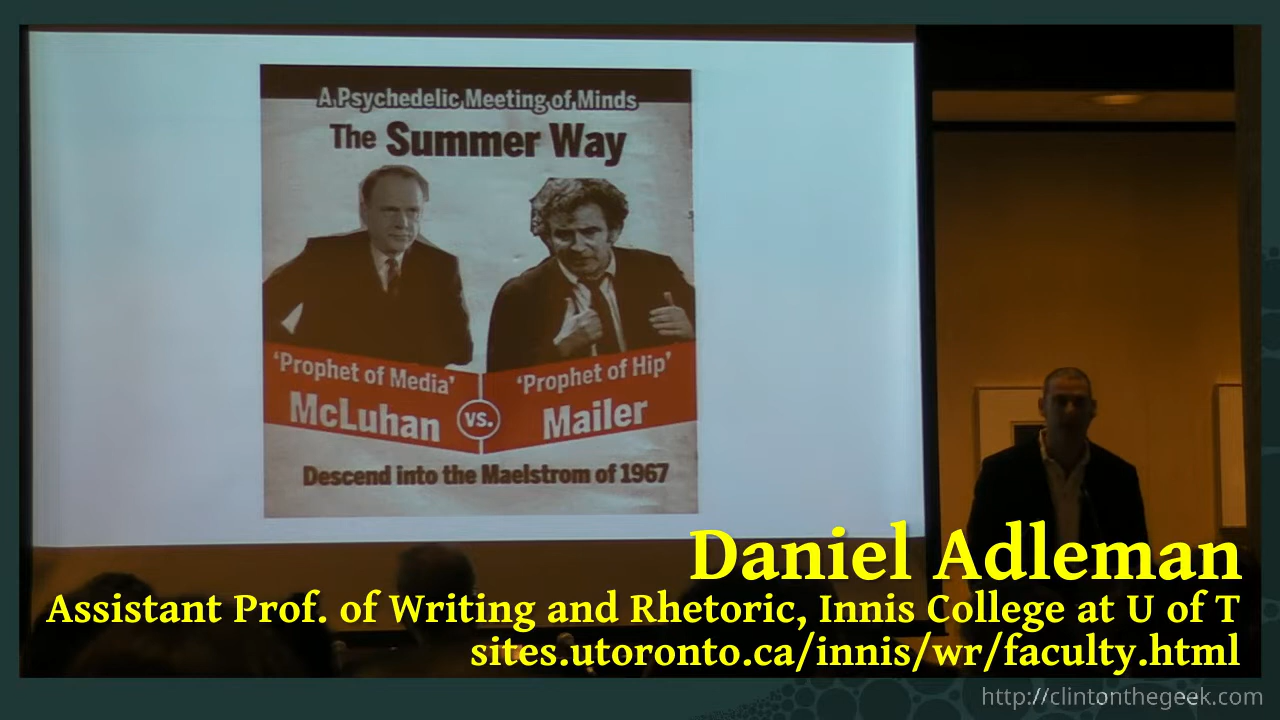 A Psychedelic Meeting of Minds
The Summer Way
'Prophet of Media'
McLuhan
vs.
'Prophet of Hip'
Mailer
Descend into the Maelstrom of 1967
Daniel Adleman
Assistant Prof. of Writing and Rhetoric, Innis College at U of T
sites.utoronto.ca/innis/wr/faculty.html
http://clintonthegeek.com